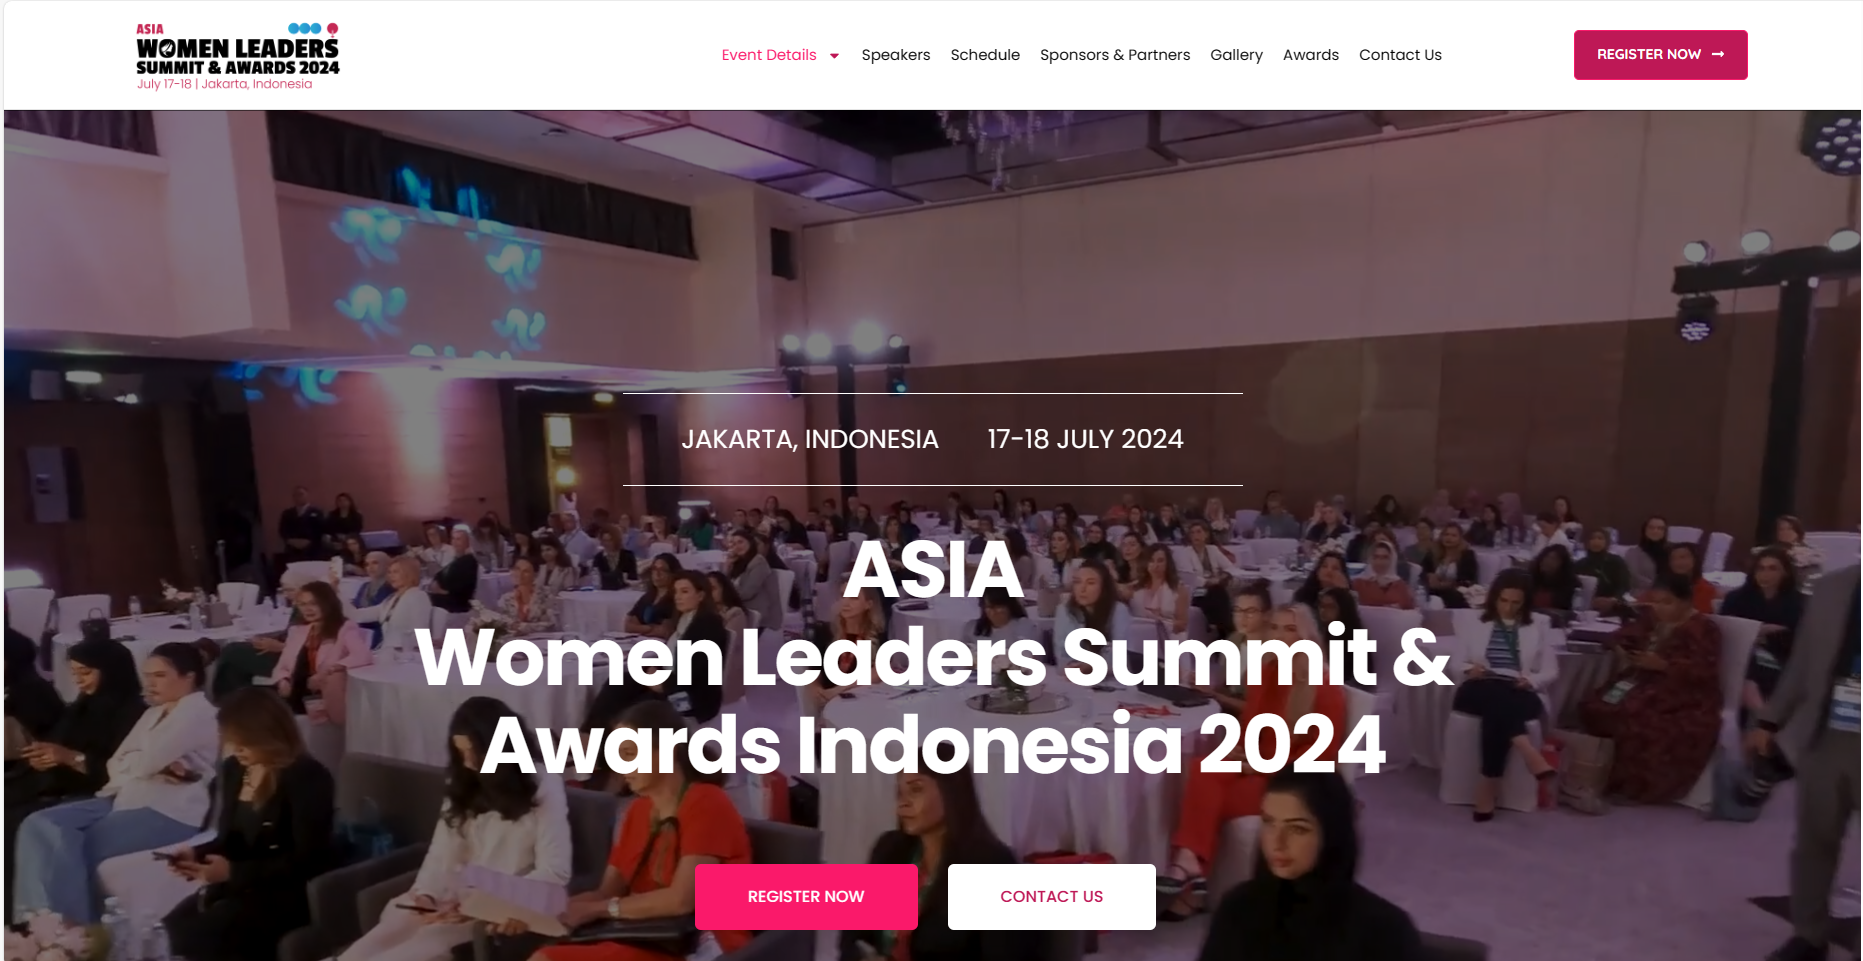 ASIA
WOMEN LEADERS
SUMMIT & AWARDS 2024
July 17-18 | Jakarta, Indonesia
Event Details
Speakers
Schedule
Sponsors & Partners
Gallery
Awards
Contact Us
REGISTER NOW
JAKARTA, INDONESIA
17-18 JULY 2024
ASIA
Women Leaders Summit &
Awards Indonesia 2024
REGISTER NOW
CONTACT US